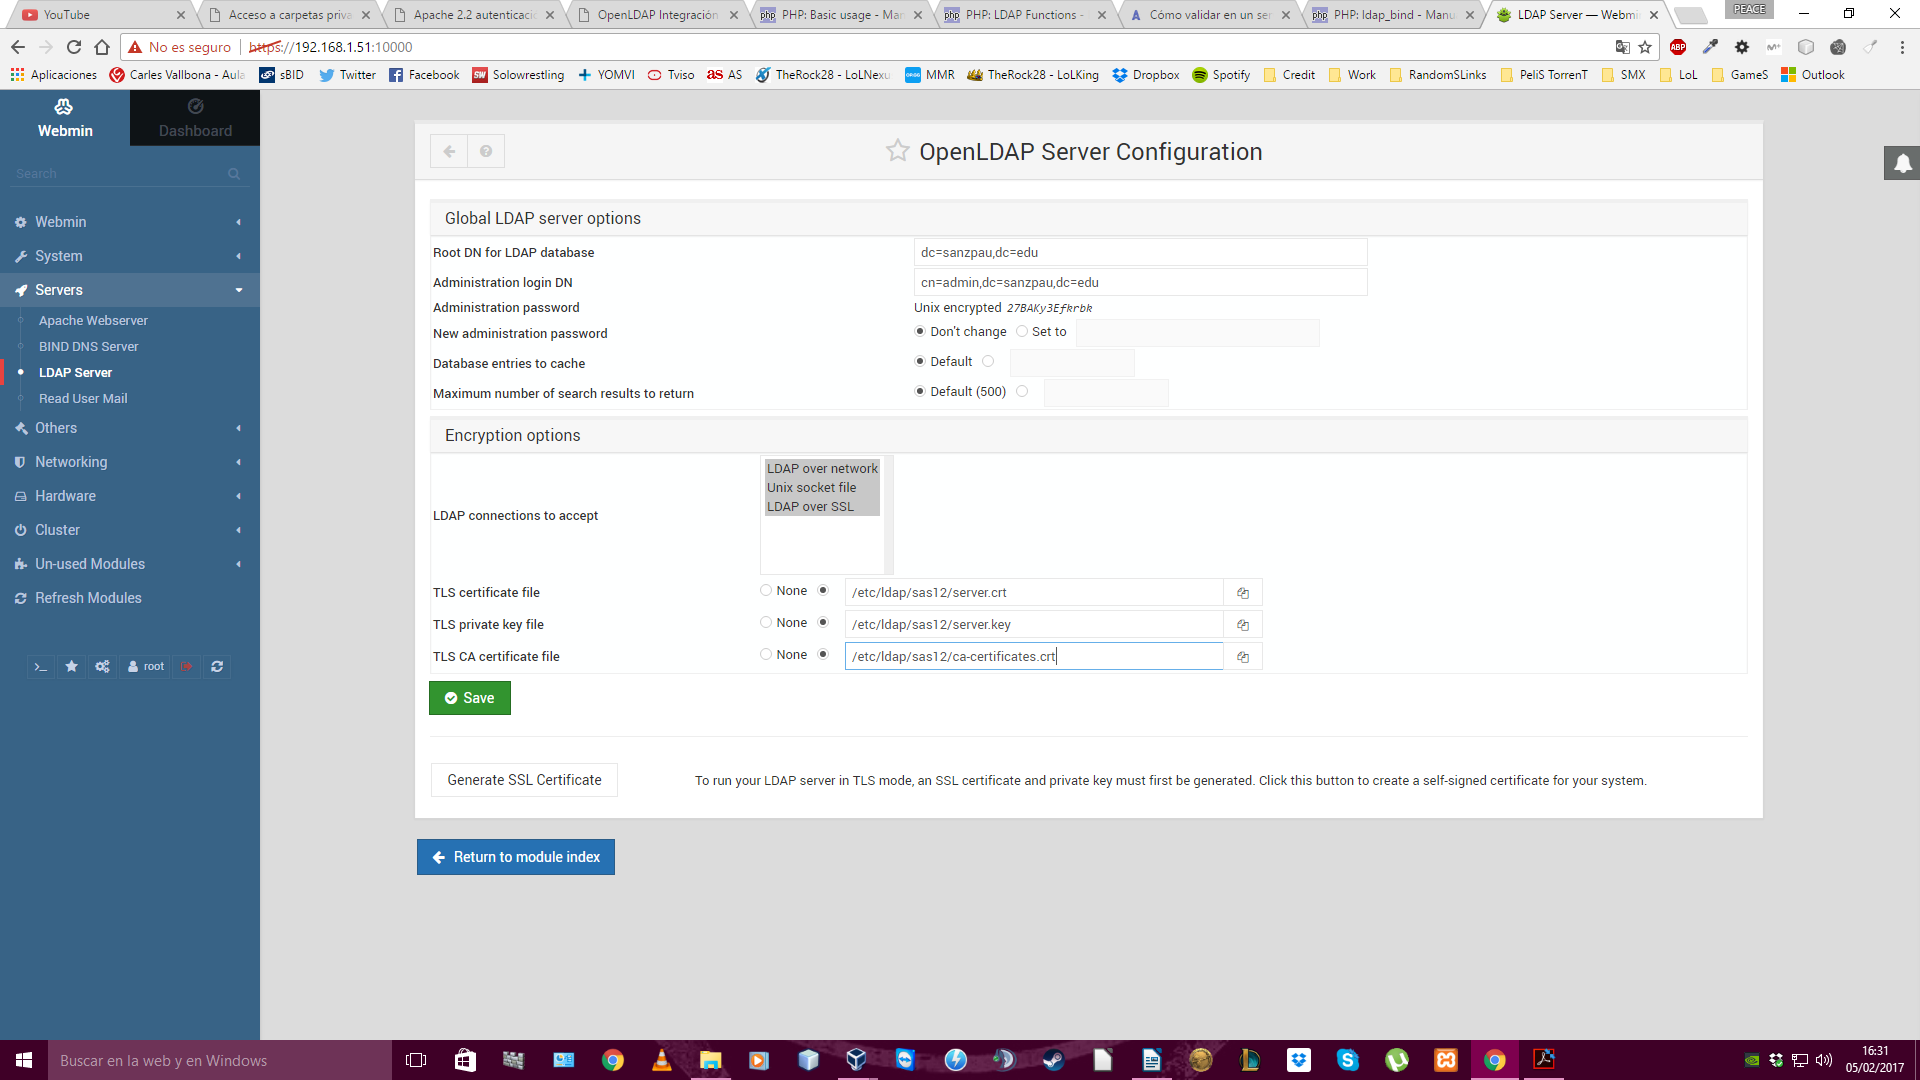 YouTube
Acceso a carpetas priva
Apache 2.2 autenticaci
OpenLDAP Integración
PHP: Basic usage - Man
PHP: LDAP Functions -
Cómo validar en un ser
PHP: ldap_bind - Manu
LDAP Server — Webmi
PEACE
No es seguro
https://192.168.1.51:10000
Aplicaciones
Carles Vallbona - Aula
sBID
Twitter
Facebook
Solowrestling
YOMVI
Tviso
AS
TheRock28 - LoLNexu
MMR
TheRock28 - LoLKing
Dropbox
Spotify
Credit
Work
RandomSLinks
PeliS TorrenT
SMX
LoL
GameS
Outlook
Webmin
Dashboard
Search
Webmin
System
Servers
Apache Webserver
BIND DNS Server
LDAP Server
Read User Mail
Others
Networking
Hardware
Cluster
Un-used Modules
Refresh Modules
root
OpenLDAP Server Configuration
Global LDAP server options
Root DN for LDAP database dc=sanzpau,dc=edu
Administration login DN cn=admin,dc=sanzpau,dc=edu
Administration password Unix encrypted 27BAKy3Efkrbk
New administration password Don't change Set to
Database entries to cache Default
Maximum number of search results to return Default (500)
Encryption options
LDAP connections to accept
LDAP over network
Unix socket file
LDAP over SSL
TLS certificate file None /etc/ldap/sas12/server.crt
TLS private key file None /etc/ldap/sas12/server.key
TLS CA certificate file None /etc/ldap/sas12/ca-certificates.crt
Save
Generate SSL Certificate To run your LDAP server in TLS mode, an SSL certificate and private key must first be generated. Click this button to create a self-signed certificate for your system.
Return to module index
Buscar en la web y en Windows
16:31
05/02/2017